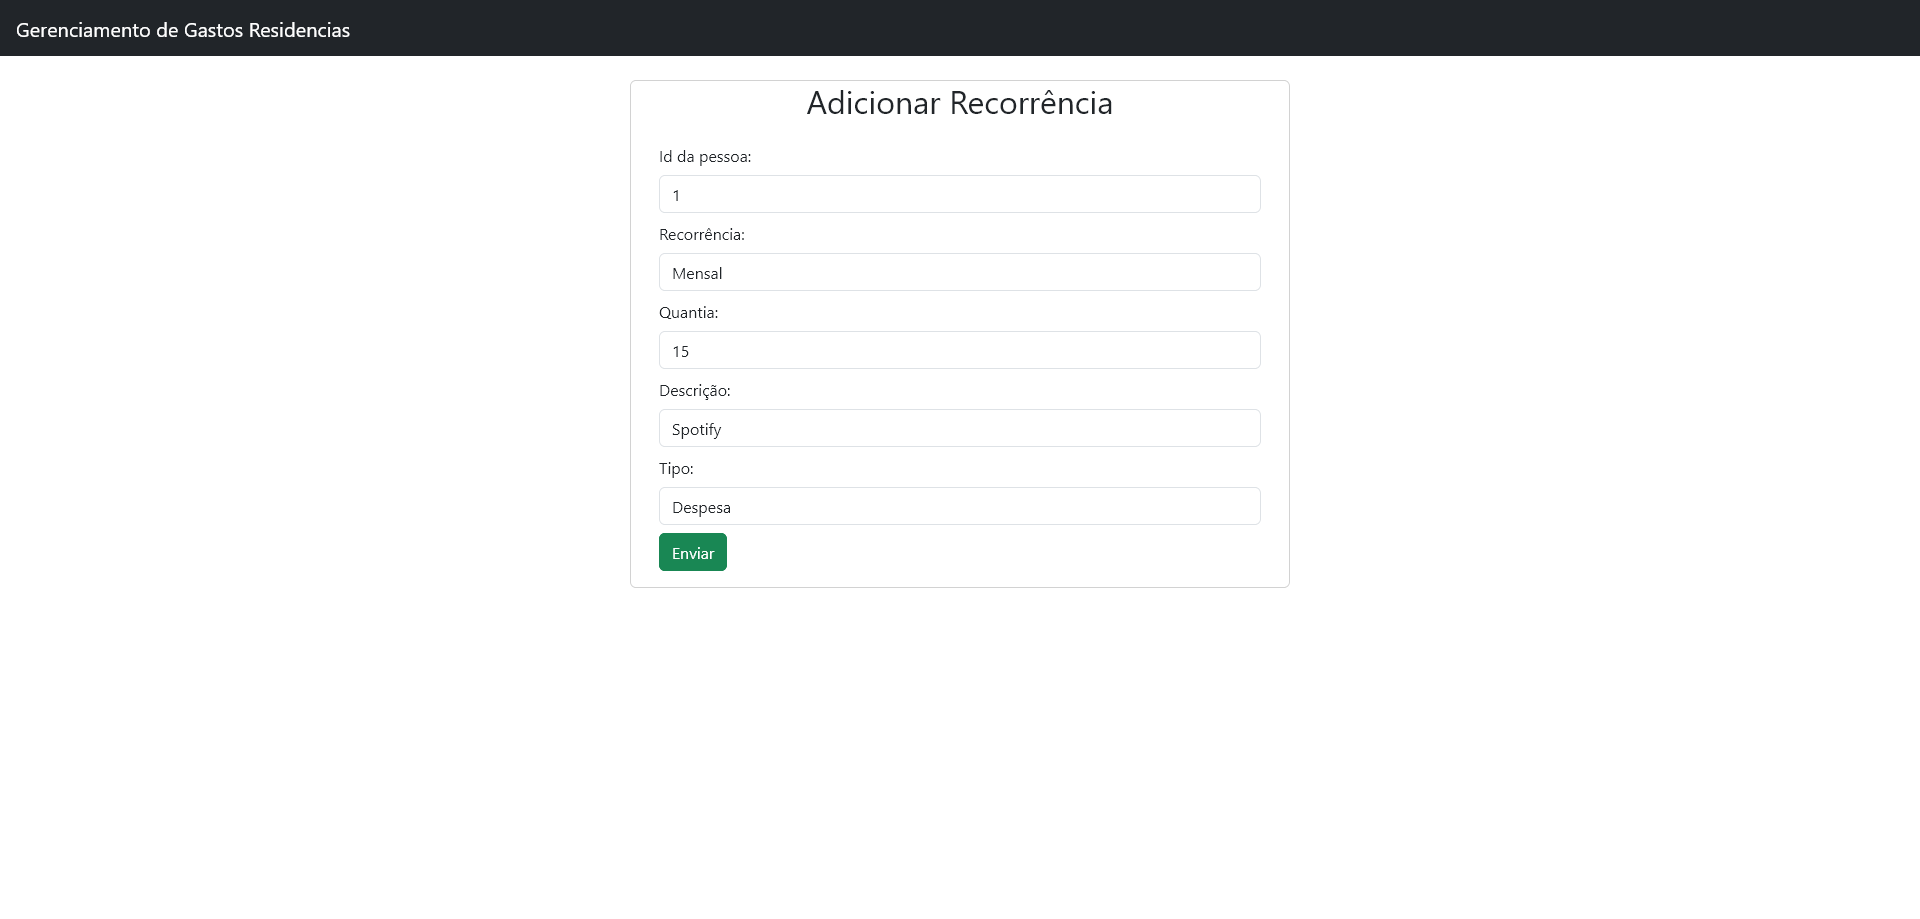 Gerenciamento de Gastos Residencias
Adicionar Recorrência
Id da pessoa:
1
Recorrência:
Mensal
Quantia:
15
Descrição:
Spotify
Tipo:
Despesa
Enviar